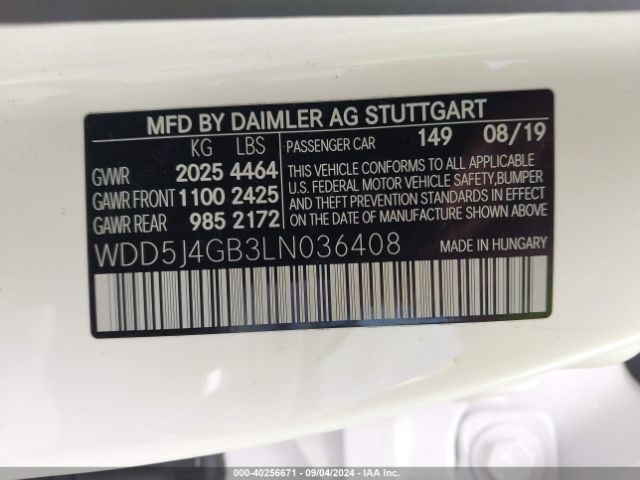 MFD BY DAIMLER AG STUTTGART
KG LBS PASSENGER CAR 149 08/19
GVWR 2025 4464
GAWR FRONT 1100 2425
GAWR REAR 985 2172
THIS VEHICLE CONFORMS TO ALL APPLICABLE
U.S. FEDERAL MOTOR VEHICLE SAFETY, BUMPER
AND THEFT PREVENTION STANDARDS IN EFFECT
ON THE DATE OF MANUFACTURE SHOWN ABOVE.
WDD5J4GB3LN036408 MADE IN HUNGARY
000-40256671 - 09/04/2024 - IAA Inc.